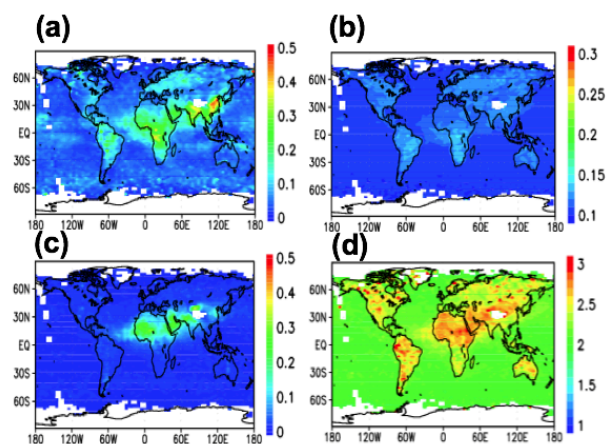 (a) (b)
0.5 0.3
60N 0.4 60N
30N 0.3 30N 0.25
EQ EQ 0.2
30S 0.2 30S
60S 0.1 60S 0.15
0 0.1
180 120W 60W 0 60E 120E 180 180 120W 60W 0 60E 120E 180
(c) (d)
0.5 3
60N 0.4 60N
30N 30N 2.5
0.3
EQ EQ 2
0.2
30S 30S
0.1 1.5
60S 60S
0 1
180 120W 60W 0 60E 120E 180 180 120W 60W 0 60E 120E 180